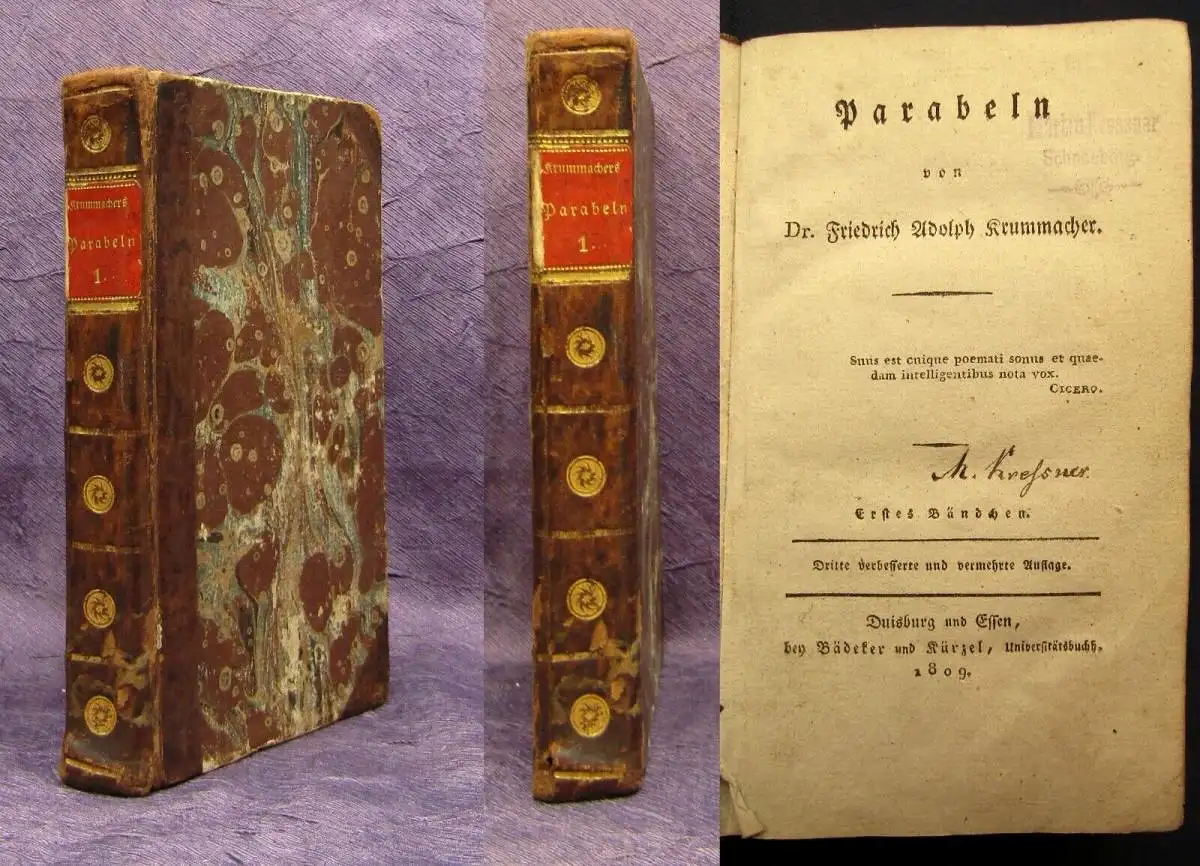 Krummachers
Parabeln
1.
Krummachers
Parabeln
1.
Parabeln
von
Dr. Friedrich Adolph Krummacher.
Suus est cuique poemati sonus et quae-
dam intelligentibus nota vox.
CICERO.
M. Kreſsner.
Erſtes Bändchen.
Dritte verbeſſerte und vermehrte Auflage.
Duisburg und Eſſen,
bey Bädeker und Kürzel, Univerſitätsbuchh.
1809.